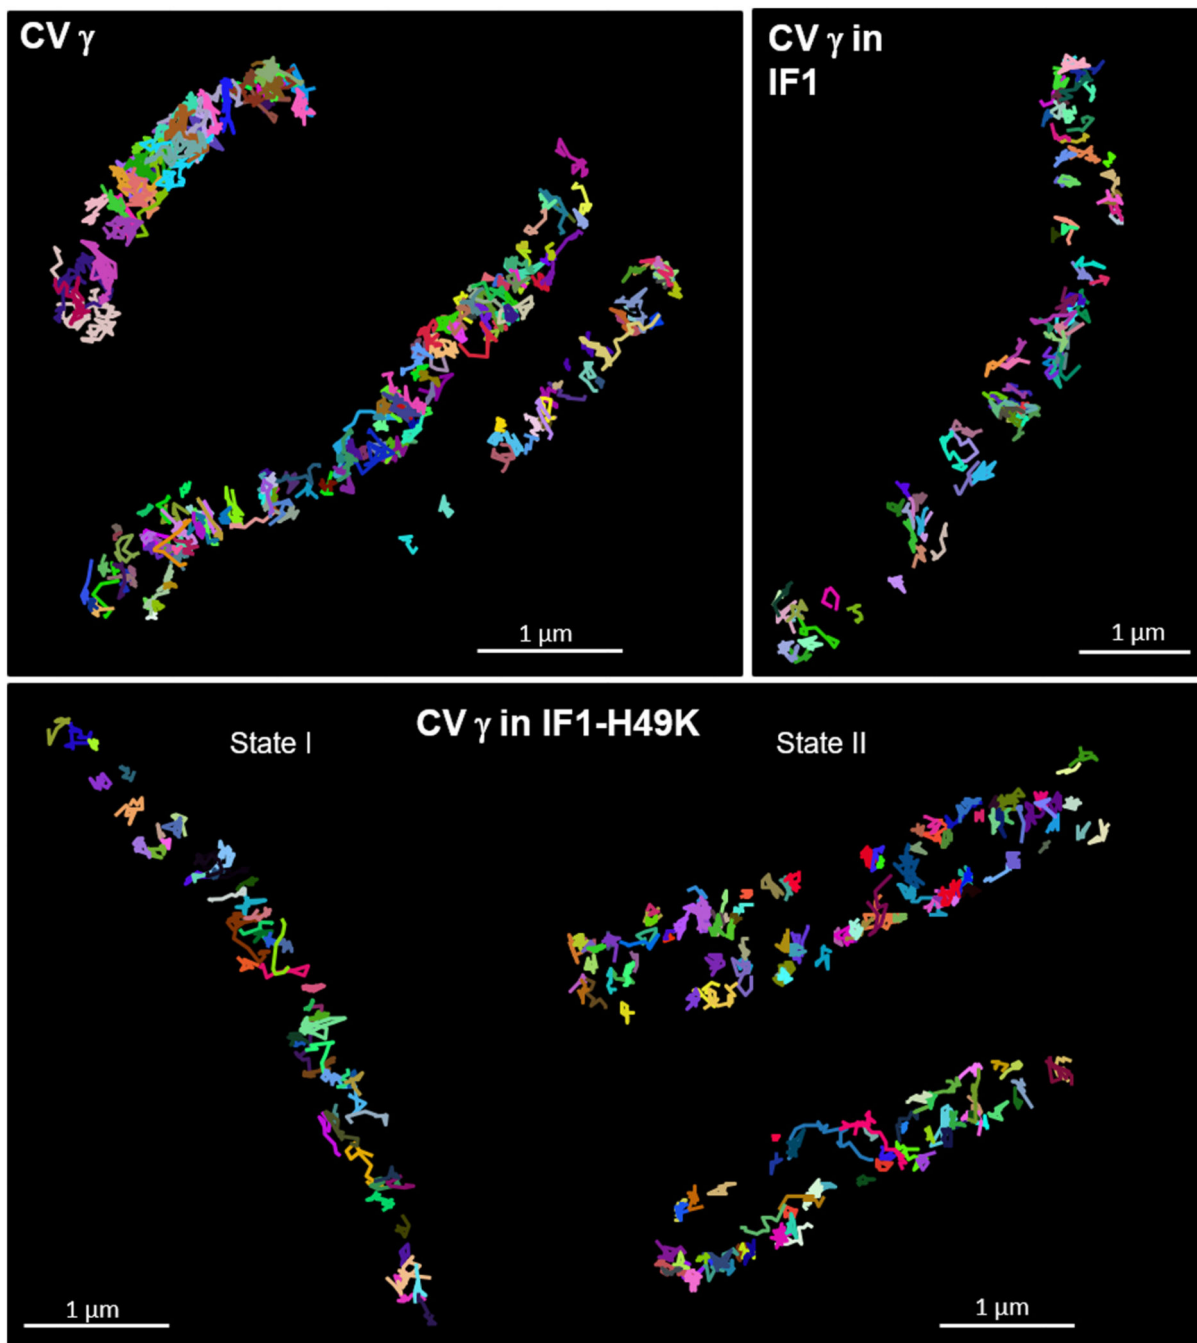 CV γ
1 µm
CV γ in
IF1
1 µm
CV γ in IF1-H49K
State I
State II
1 µm
1 µm